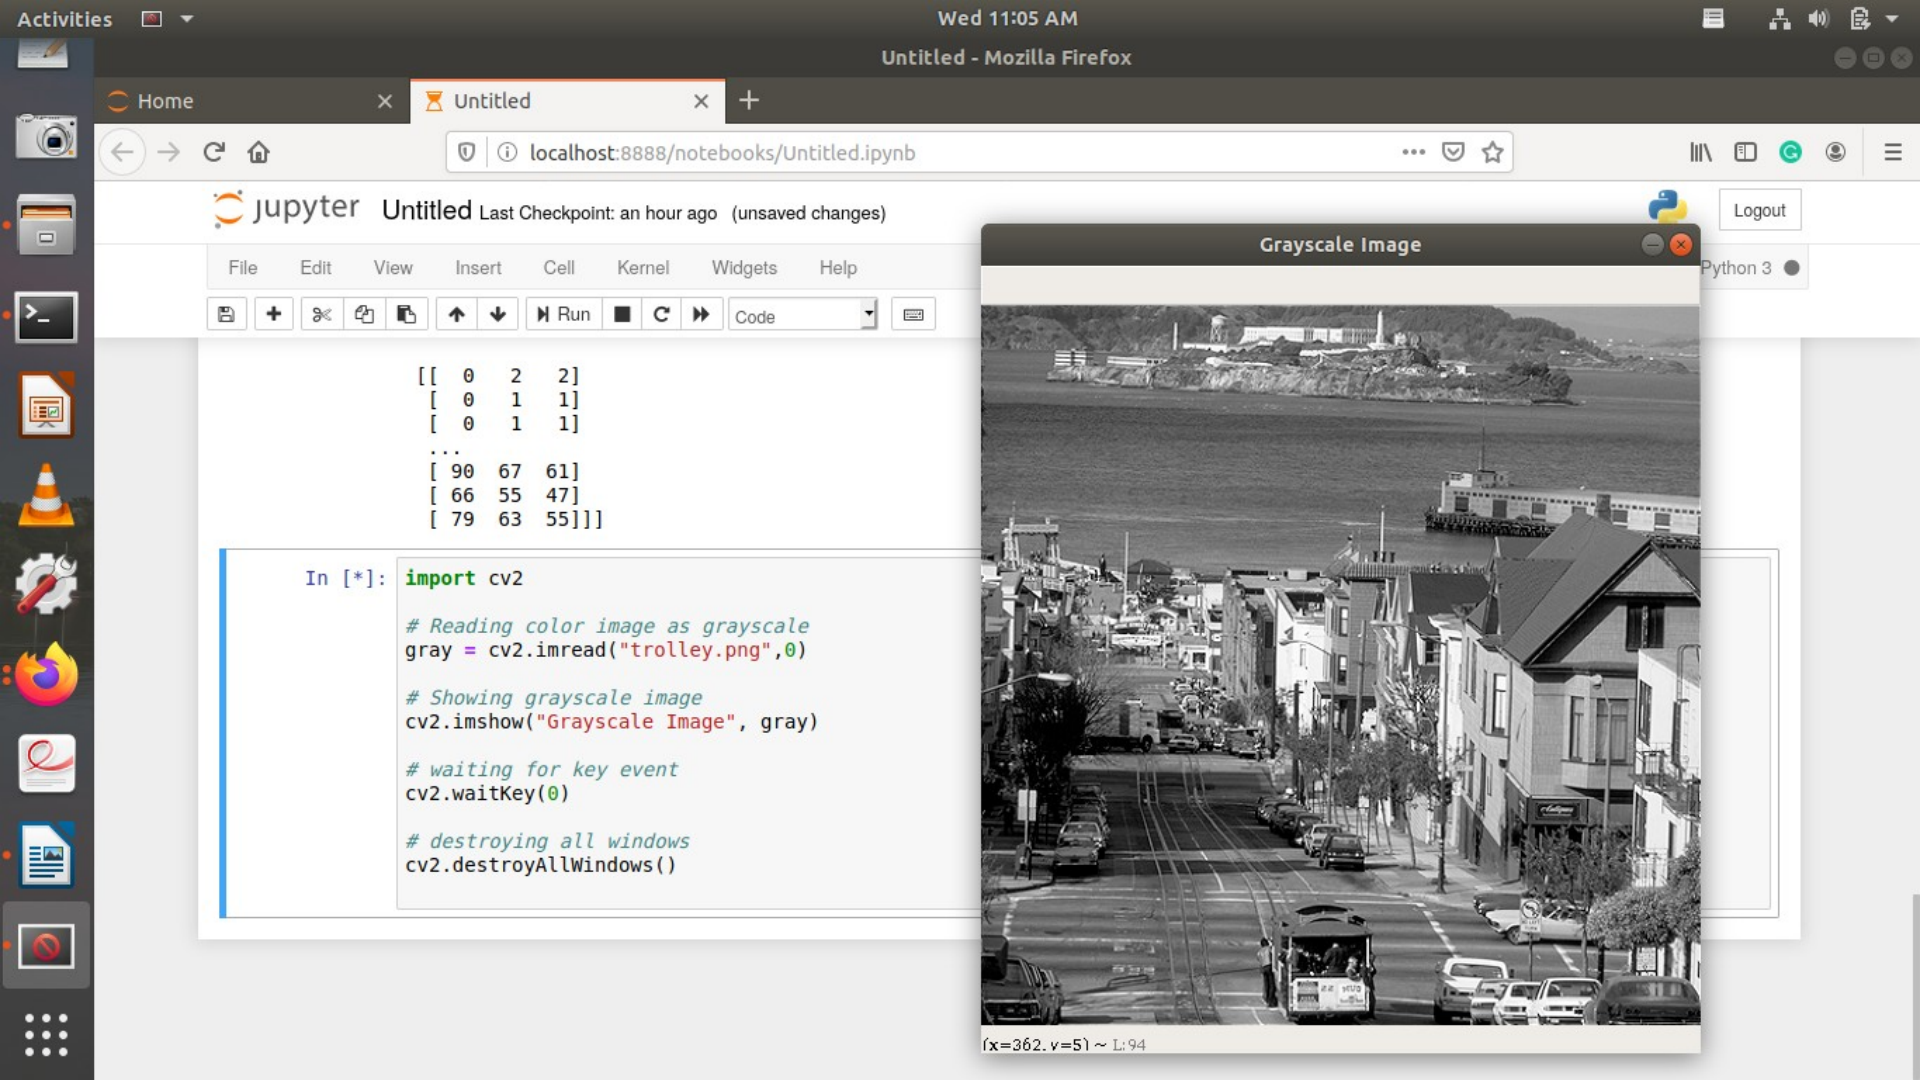 Activities
Wed 11:05 AM
Untitled - Mozilla Firefox
Home
Untitled
localhost:8888/notebooks/Untitled.ipynb
jupyter Untitled Last Checkpoint: an hour ago (unsaved changes)
Logout
File Edit View Insert Cell Kernel Widgets Help
Python 3
Run
Code
[[ 0 2 2]
[ 0 1 1]
[ 0 1 1]
...
[ 90 67 61]
[ 66 55 47]
[ 79 63 55]]]
In [*]:
import cv2
# Reading color image as grayscale
gray = cv2.imread("trolley.png",0)
# Showing grayscale image
cv2.imshow("Grayscale Image", gray)
# waiting for key event
cv2.waitKey(0)
# destroying all windows
cv2.destroyAllWindows()
Grayscale Image
Antiques
(x=362, y=5) ~ L:94